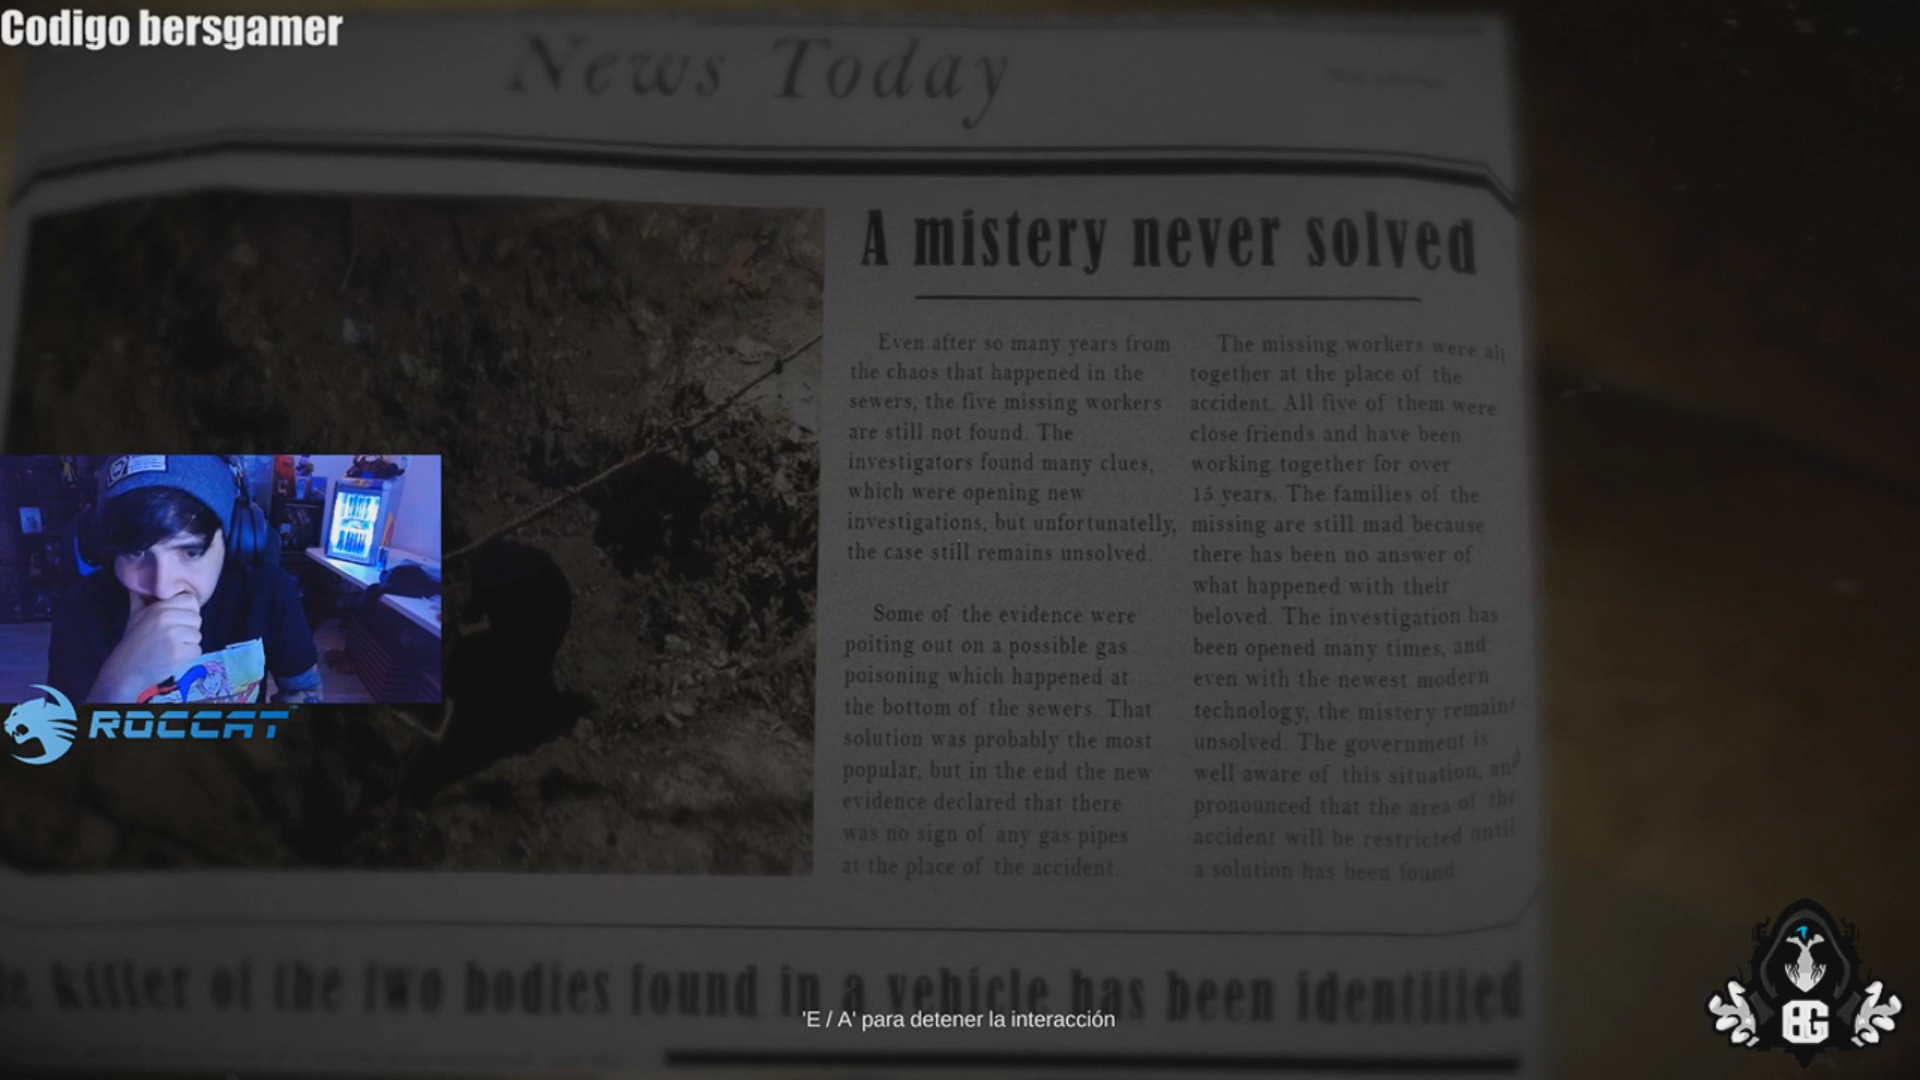 Codigo bersgamer
News Today
A mistery never solved
Even after so many years from
the chaos that happened in the
sewers, the five missing workers
are still not found. The
investigators found many clues,
which were opening new
investigations, but unfortunatelly,
the case still remains unsolved.
Some of the evidence were
poiting out on a possible gas
poisoning which happened at
the bottom of the sewers. That
solution was probably the most
popular, but in the end the new
evidence declared that there
was no sign of any gas pipes
at the place of the accident.
The missing workers were all
together at the place of the
accident. All five of them were
close friends and have been
working together for over
15 years. The families of the
missing are still mad because
there has been no answer of
what happened with their
beloved. The investigation has
been opened many times, and
even with the newest modern
technology, the mistery remains
unsolved. The government is
well aware of this situation, and
pronounced that the area of the
accident will be restricted until
a solution has been found.
killer of the two bodies found in a vehicle has been identified
'E / A' para detener la interacción
ROCCAT
BG